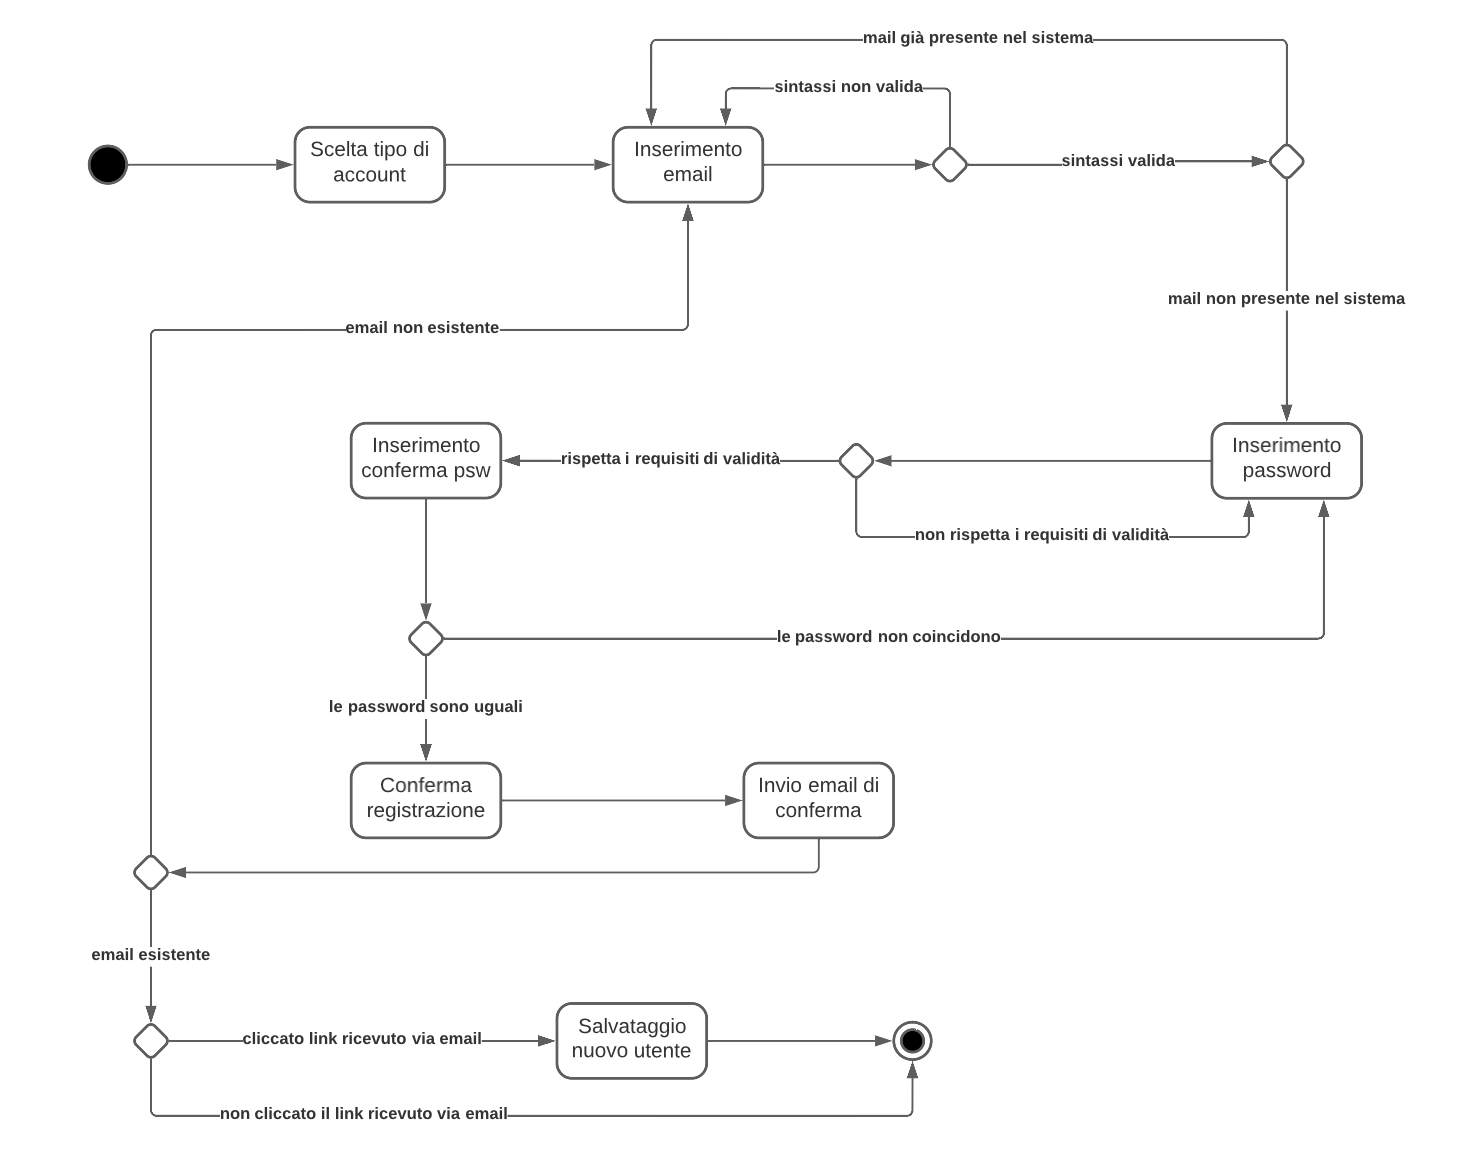 mail già presente nel sistema
sintassi non valida
Scelta tipo di
account
Inserimento
email
sintassi valida
mail non presente nel sistema
email non esistente
Inserimento
conferma psw
rispetta i requisiti di validità
Inserimento
password
non rispetta i requisiti di validità
le password non coincidono
le password sono uguali
Conferma
registrazione
Invio email di
conferma
email esistente
cliccato link ricevuto via email
Salvataggio
nuovo utente
non cliccato il link ricevuto via email